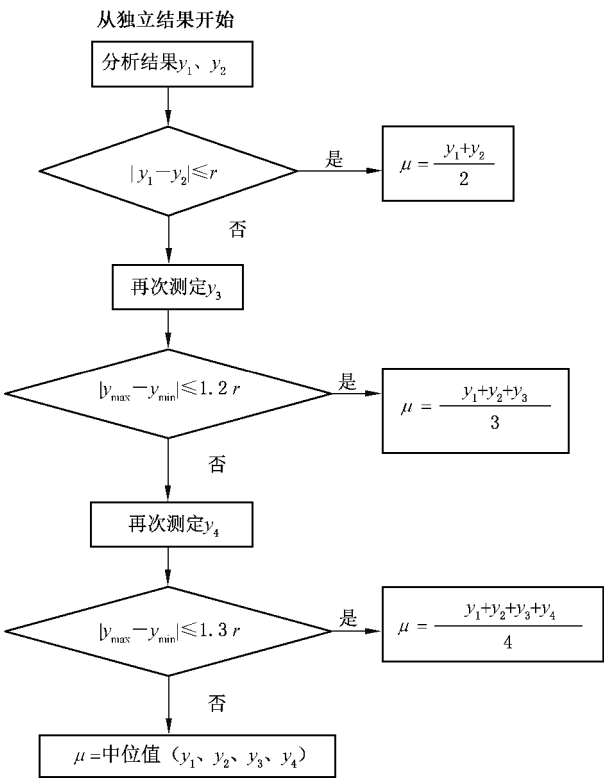 从独立结果开始
分析结果y₁、y₂
|y₁－y₂|≤r
是
μ = (y₁+y₂)/2
否
再次测定y₃
|yₘₐₓ－yₘᵢₙ|≤1.2 r
是
μ = (y₁+y₂+y₃)/3
否
再次测定y₄
|yₘₐₓ－yₘᵢₙ|≤1.3 r
是
μ = (y₁+y₂+y₃+y₄)/4
否
μ=中位值（y₁、y₂、y₃、y₄）